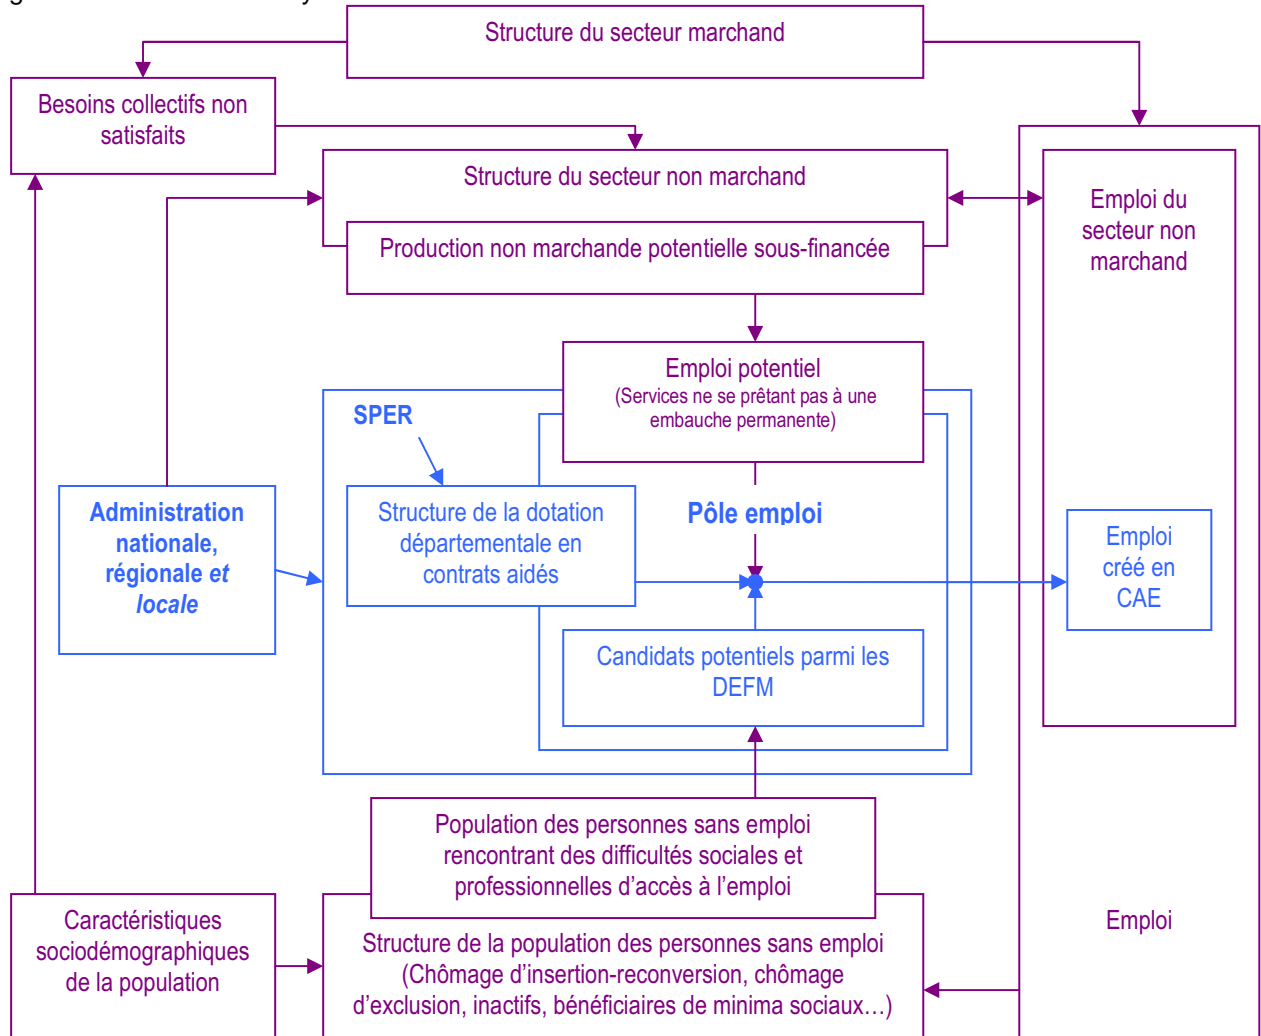 Structure du secteur marchand
Besoins collectifs non
satisfaits
Structure du secteur non marchand
Production non marchande potentielle sous-financée
Emploi du
secteur non
marchand
Emploi potentiel
(Services ne se prêtant pas à une
embauche permanente)
SPER
Administration
nationale,
régionale et
locale
Structure de la dotation
départementale en
contrats aidés
Pôle emploi
Emploi
créé en
CAE
Candidats potentiels parmi les
DEFM
Population des personnes sans emploi
rencontrant des difficultés sociales et
professionnelles d’accès à l’emploi
Caractéristiques
sociodémographiques
de la population
Structure de la population des personnes sans emploi
(Chômage d’insertion-reconversion, chômage
d’exclusion, inactifs, bénéficiaires de minima sociaux…)
Emploi